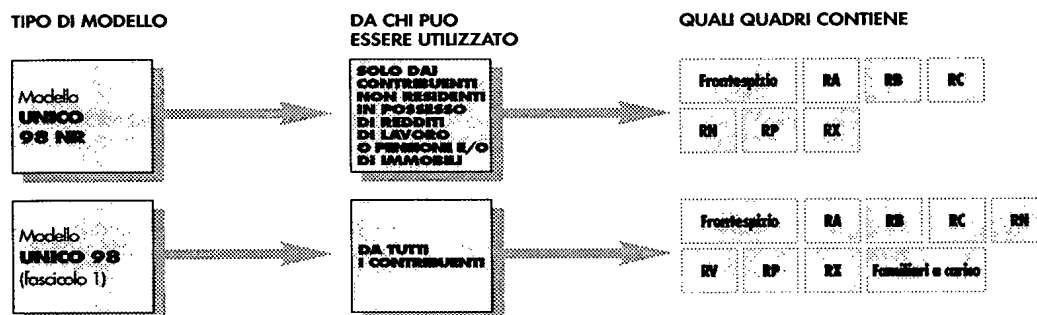 TIPO DI MODELLO
DA CHI PUO
ESSERE UTILIZZATO
QUALI QUADRI CONTIENE
Modello
UNICO
98 NR
SOLO DAI
CONTRIBUENTI
NON RESIDENTI
IN POSSESSO
DI REDDITI
DI LAVORO
O PENSIONE E/O
DI IMMOBILI
Frontespizio RA RB RC
RN RP RX
Modello
UNICO 98
(fascicolo 1)
DA TUTTI
I CONTRIBUENTI
Frontespizio RA RB RC RN
RV RP RX Familiari a carico